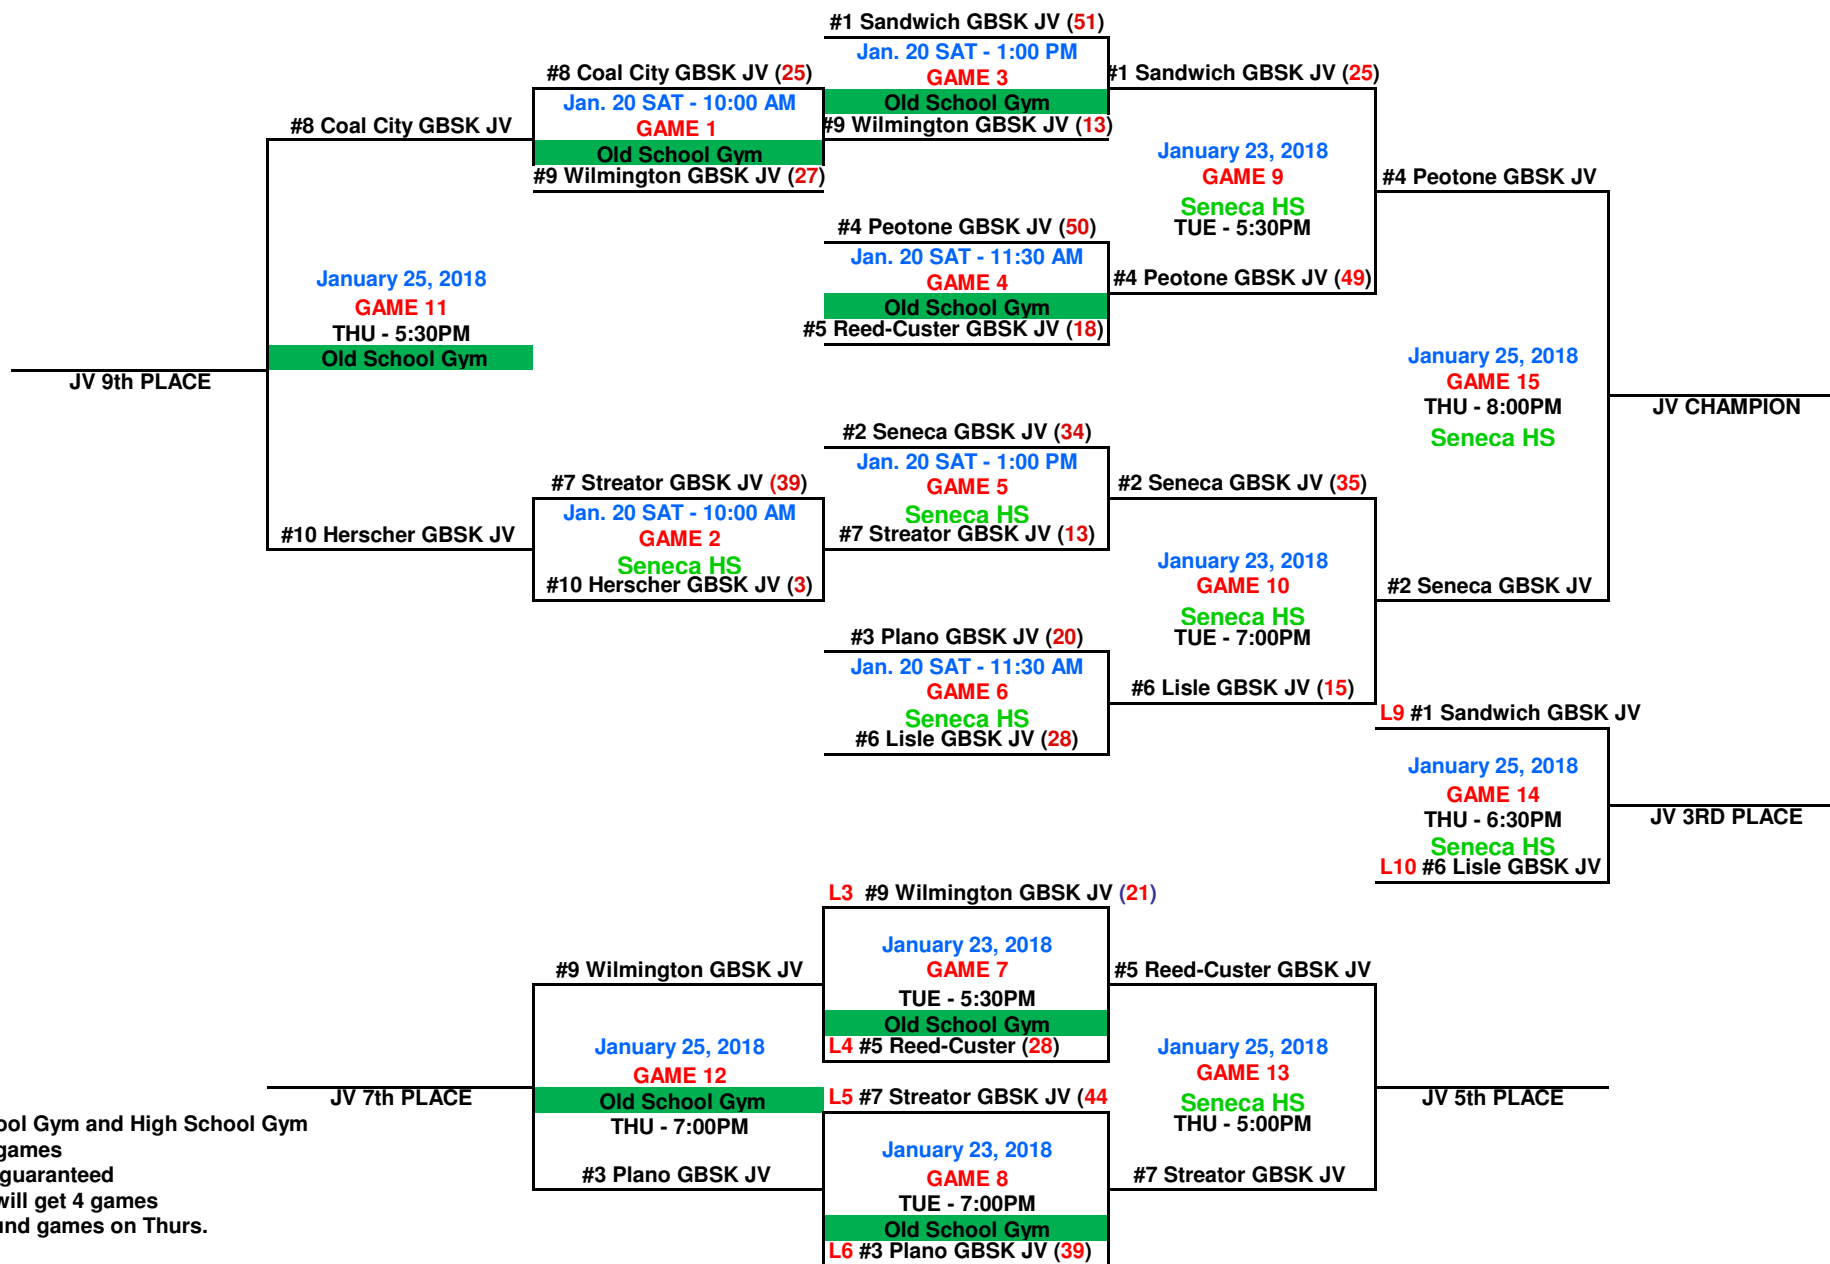 #1 Sandwich GBSK JV (51)
Jan. 20 SAT - 1:00 PM
GAME 3
Old School Gym
#9 Wilmington GBSK JV (13)
#8 Coal City GBSK JV (25)
Jan. 20 SAT - 10:00 AM
GAME 1
Old School Gym
#9 Wilmington GBSK JV (27)
#1 Sandwich GBSK JV (25)
January 23, 2018
GAME 9
Seneca HS
TUE - 5:30PM
#4 Peotone GBSK JV (49)
#8 Coal City GBSK JV
#4 Peotone GBSK JV
#4 Peotone GBSK JV (50)
Jan. 20 SAT - 11:30 AM
GAME 4
Old School Gym
#5 Reed-Custer GBSK JV (18)
January 25, 2018
GAME 11
THU - 5:30PM
Old School Gym
JV 9th PLACE
January 25, 2018
GAME 15
THU - 8:00PM
Seneca HS
JV CHAMPION
#2 Seneca GBSK JV (34)
Jan. 20 SAT - 1:00 PM
GAME 5
Seneca HS
#7 Streator GBSK JV (13)
#7 Streator GBSK JV (39)
Jan. 20 SAT - 10:00 AM
GAME 2
Seneca HS
#10 Herscher GBSK JV (3)
#10 Herscher GBSK JV
#2 Seneca GBSK JV (35)
January 23, 2018
GAME 10
Seneca HS
TUE - 7:00PM
#6 Lisle GBSK JV (15)
#2 Seneca GBSK JV
#3 Plano GBSK JV (20)
Jan. 20 SAT - 11:30 AM
GAME 6
Seneca HS
#6 Lisle GBSK JV (28)
L9 #1 Sandwich GBSK JV
January 25, 2018
GAME 14
THU - 6:30PM
Seneca HS
L10 #6 Lisle GBSK JV
JV 3RD PLACE
L3 #9 Wilmington GBSK JV (21)
January 23, 2018
GAME 7
TUE - 5:30PM
Old School Gym
L4 #5 Reed-Custer (28)
#9 Wilmington GBSK JV
#5 Reed-Custer GBSK JV
January 25, 2018
GAME 12
Old School Gym
THU - 7:00PM
#3 Plano GBSK JV
JV 7th PLACE
January 25, 2018
GAME 13
Seneca HS
THU - 5:00PM
#7 Streator GBSK JV
JV 5th PLACE
L5 #7 Streator GBSK JV (44
January 23, 2018
GAME 8
TUE - 7:00PM
Old School Gym
L6 #3 Plano GBSK JV (39)
ool Gym and High School Gym
games
guaranteed
will get 4 games
und games on Thurs.